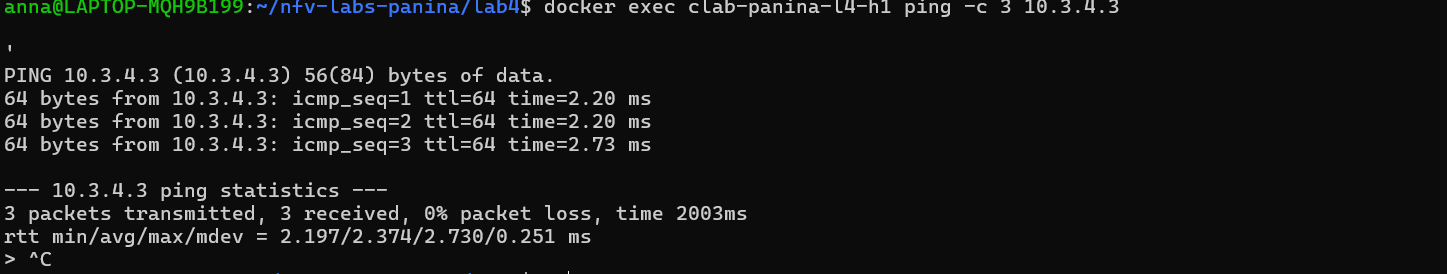 anna@LAPTOP-MQH9B199:~/nfv-labs-panina/lab4$ docker exec clab-panina-l4-h1 ping -c 3 10.3.4.3
'
PING 10.3.4.3 (10.3.4.3) 56(84) bytes of data.
64 bytes from 10.3.4.3: icmp_seq=1 ttl=64 time=2.20 ms
64 bytes from 10.3.4.3: icmp_seq=2 ttl=64 time=2.20 ms
64 bytes from 10.3.4.3: icmp_seq=3 ttl=64 time=2.73 ms
--- 10.3.4.3 ping statistics ---
3 packets transmitted, 3 received, 0% packet loss, time 2003ms
rtt min/avg/max/mdev = 2.197/2.374/2.730/0.251 ms
> ^C